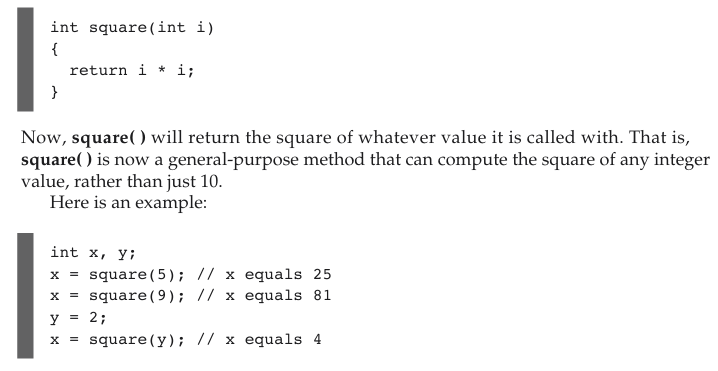 int square(int i)
{
  return i * i;
}
Now, square( ) will return the square of whatever value it is called with. That is,
square( ) is now a general-purpose method that can compute the square of any integer
value, rather than just 10.
Here is an example:
int x, y;
x = square(5); // x equals 25
x = square(9); // x equals 81
y = 2;
x = square(y); // x equals 4